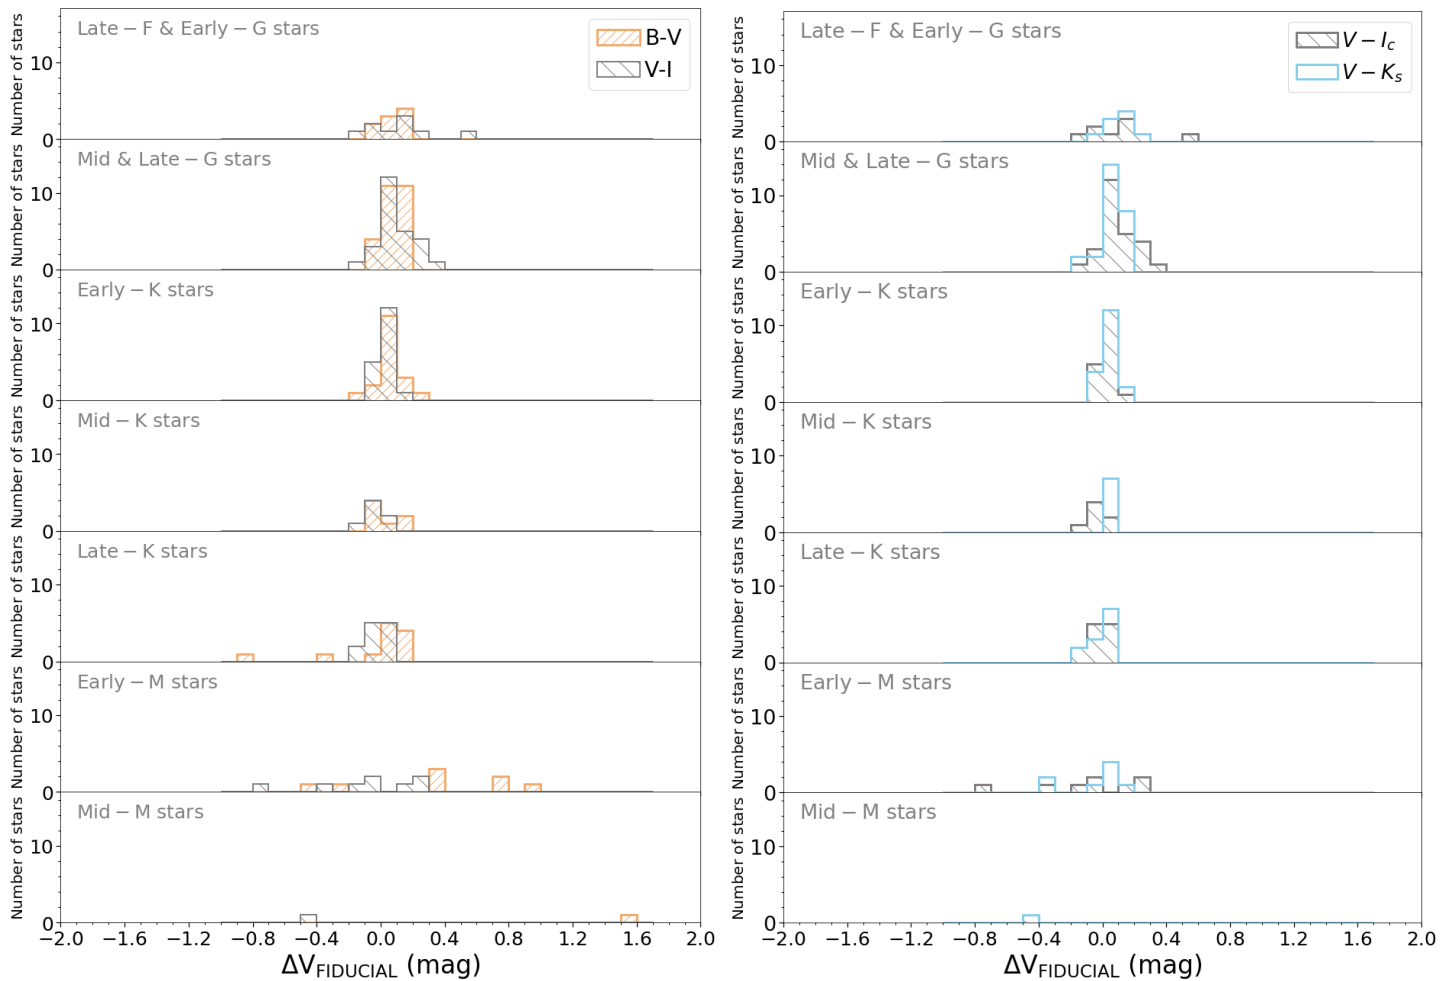 Late − F & Early − G stars
B-V
V-I
Number of stars
10
0
Mid & Late − G stars
Number of stars
10
0
Early − K stars
Number of stars
10
0
Mid − K stars
Number of stars
10
0
Late − K stars
Number of stars
10
0
Early − M stars
Number of stars
10
0
Mid − M stars
Number of stars
10
0
−2.0 −1.6 −1.2 −0.8 −0.4 0.0 0.4 0.8 1.2 1.6 2.0
ΔV_FIDUCIAL (mag)
Late − F & Early − G stars
V − I_c
V − K_s
Number of stars
10
0
Mid & Late − G stars
Number of stars
10
0
Early − K stars
Number of stars
10
0
Mid − K stars
Number of stars
10
0
Late − K stars
Number of stars
10
0
Early − M stars
Number of stars
10
0
Mid − M stars
Number of stars
10
0
−2.0 −1.6 −1.2 −0.8 −0.4 0.0 0.4 0.8 1.2 1.6 2.0
ΔV_FIDUCIAL (mag)